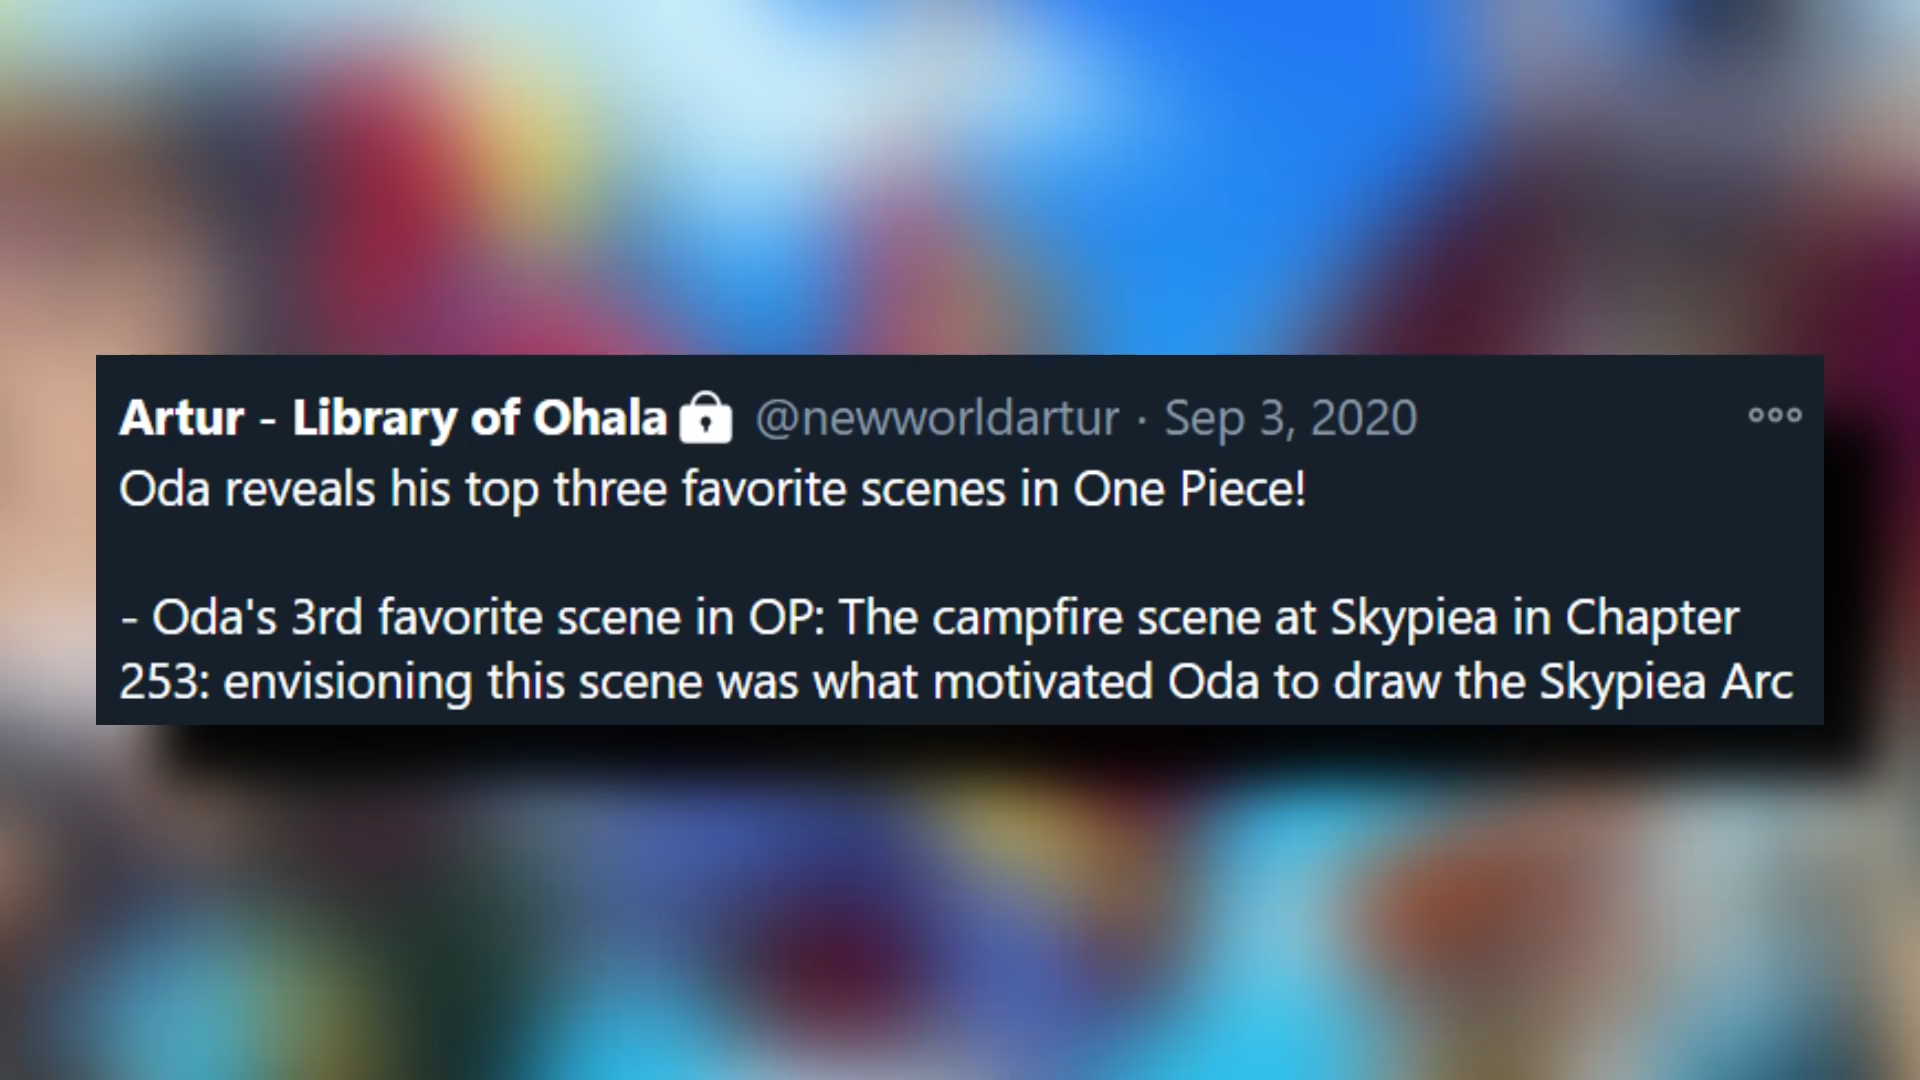 Artur - Library of Ohala @newworldartur · Sep 3, 2020
Oda reveals his top three favorite scenes in One Piece!
- Oda's 3rd favorite scene in OP: The campfire scene at Skypiea in Chapter
253: envisioning this scene was what motivated Oda to draw the Skypiea Arc